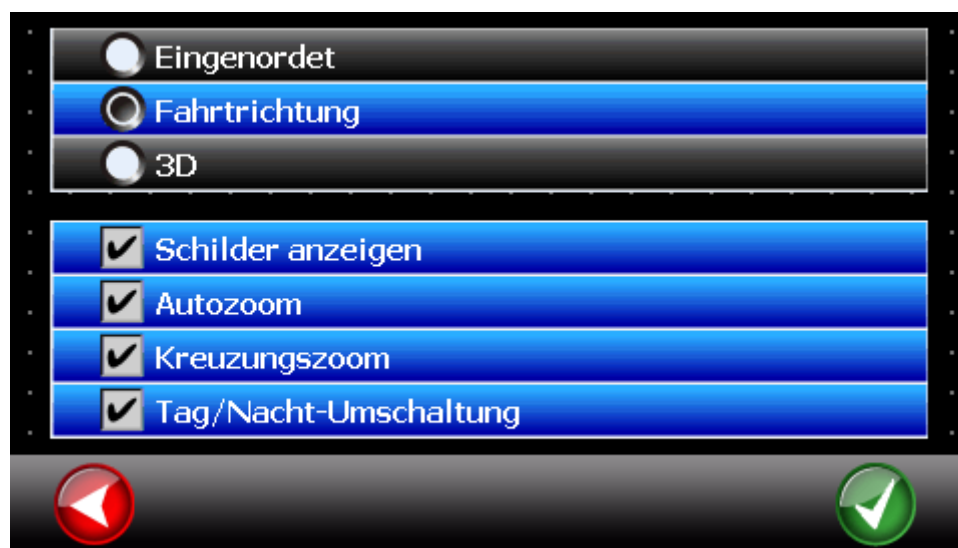 Eingenordet
Fahrtrichtung
3D
Schilder anzeigen
Autozoom
Kreuzungszoom
Tag/Nacht-Umschaltung